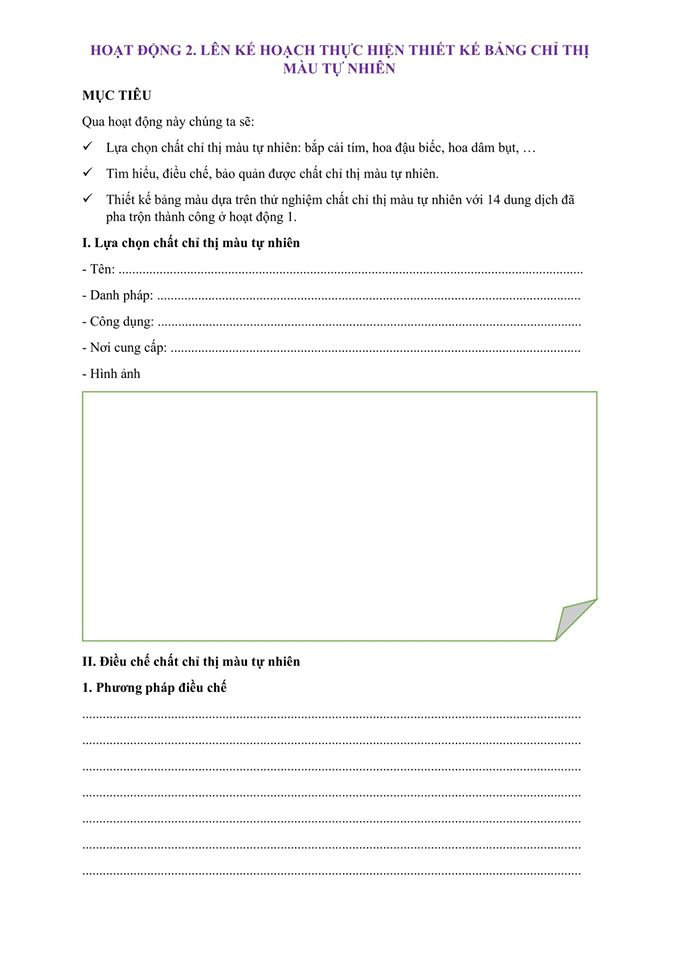 HOẠT ĐỘNG 2. LÊN KẾ HOẠCH THỰC HIỆN THIẾT KẾ BẢNG CHỈ THỊ
MÀU TỰ NHIÊN
MỤC TIÊU
Qua hoạt động này chúng ta sẽ:
✓ Lựa chọn chất chỉ thị màu tự nhiên: bắp cải tím, hoa đậu biếc, hoa dâm bụt, …
✓ Tìm hiểu, điều chế, bảo quản được chất chỉ thị màu tự nhiên.
✓ Thiết kế bảng màu dựa trên thử nghiệm chất chỉ thị màu tự nhiên với 14 dung dịch đã
pha trộn thành công ở hoạt động 1.
I. Lựa chọn chất chỉ thị màu tự nhiên
- Tên: ........................................................................................................................................
- Danh pháp: ............................................................................................................................
- Công dụng: ............................................................................................................................
- Nơi cung cấp: ........................................................................................................................
- Hình ảnh
II. Điều chế chất chỉ thị màu tự nhiên
1. Phương pháp điều chế
..................................................................................................................................................
..................................................................................................................................................
..................................................................................................................................................
..................................................................................................................................................
..................................................................................................................................................
..................................................................................................................................................
..................................................................................................................................................